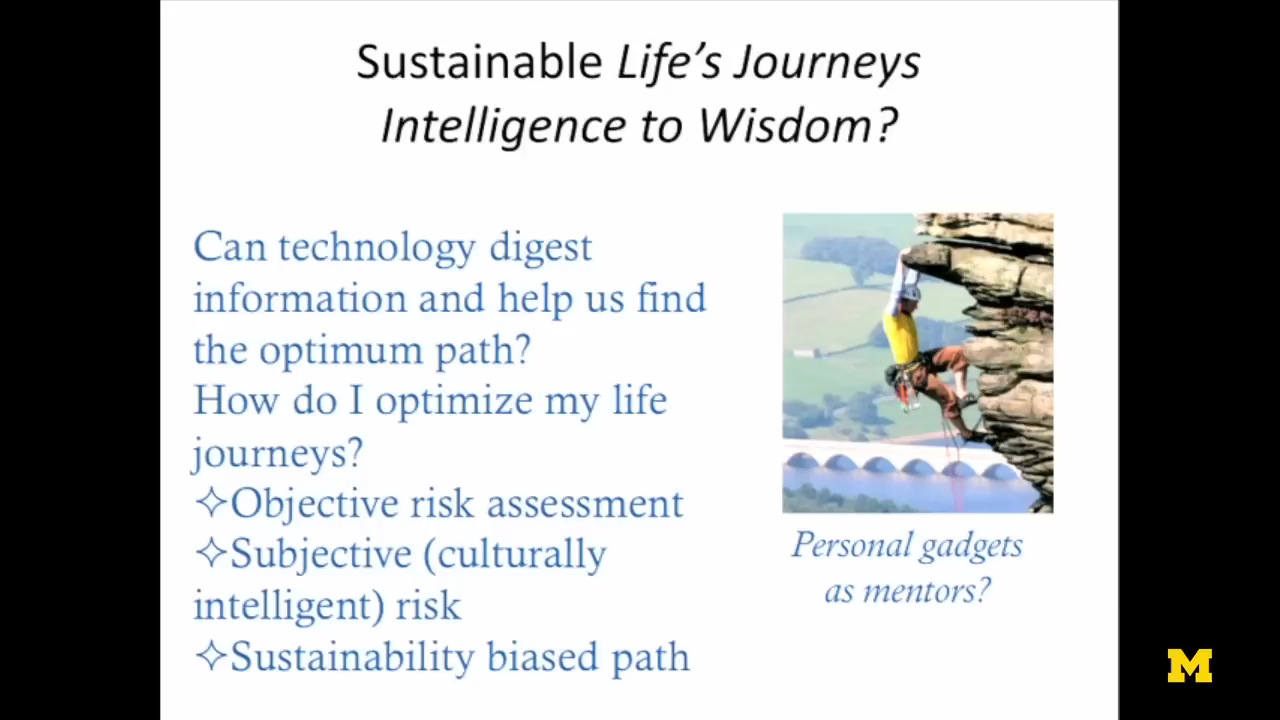 Sustainable Life's Journeys
Intelligence to Wisdom?
Can technology digest
information and help us find
the optimum path?
How do I optimize my life
journeys?
✧Objective risk assessment
✧Subjective (culturally
intelligent) risk
✧Sustainability biased path
Personal gadgets
as mentors?
M